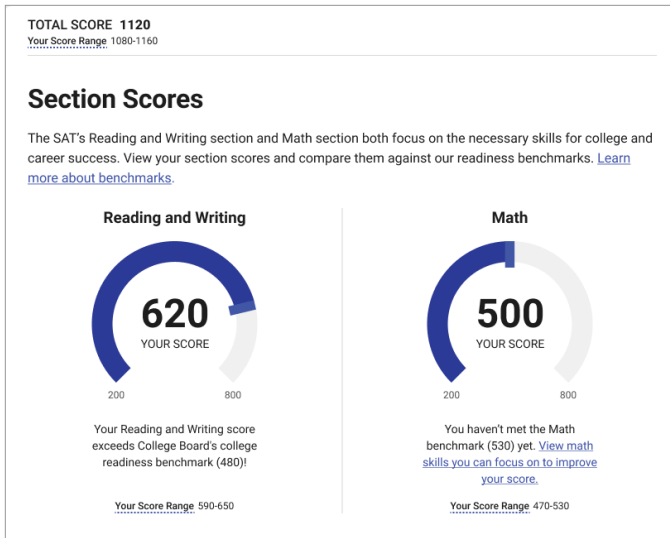 TOTAL SCORE 1120
Your Score Range 1080-1160
Section Scores
The SAT's Reading and Writing section and Math section both focus on the necessary skills for college and
career success. View your section scores and compare them against our readiness benchmarks. Learn
more about benchmarks.
Reading and Writing
620
YOUR SCORE
200 800
Your Reading and Writing score
exceeds College Board's college
readiness benchmark (480)!
Your Score Range 590-650
Math
500
YOUR SCORE
200 800
You haven't met the Math
benchmark (530) yet. View math
skills you can focus on to improve
your score.
Your Score Range 470-530